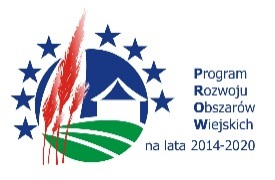 Program
Rozwoju
Obszarów
Wiejskich
na lata 2014-2020